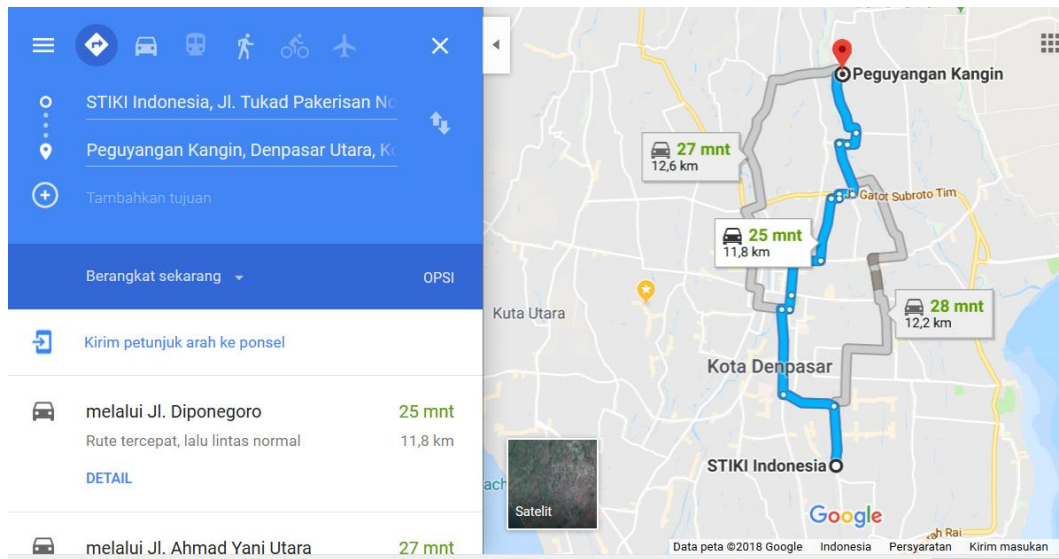 STIKI Indonesia, Jl. Tukad Pakerisan No
Peguyangan Kangin, Denpasar Utara, Ko
Tambahkan tujuan
Berangkat sekarang
OPSI
Kirim petunjuk arah ke ponsel
melalui Jl. Diponegoro 25 mnt
Rute tercepat, lalu lintas normal 11,8 km
DETAIL
melalui Jl. Ahmad Yani Utara 27 mnt
Peguyangan Kangin
27 mnt
12,6 km
Gatot Subroto Tim
25 mnt
11,8 km
28 mnt
12,2 km
Kuta Utara
Kota Denpasar
STIKI Indonesia
Satelit
Google
ah Rai
Data peta ©2018 Google Indonesia Persyaratan Kirim masukan